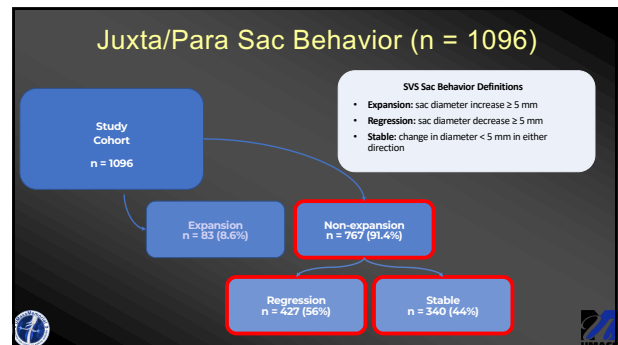 Juxta/Para Sac Behavior (n = 1096)
SVS Sac Behavior Definitions
• Expansion: sac diameter increase ≥ 5 mm
• Regression: sac diameter decrease ≥ 5 mm
• Stable: change in diameter < 5 mm in either
direction
Study
Cohort
n = 1096
Expansion
n = 83 (8.6%)
Non-expansion
n = 767 (91.4%)
Regression
n = 427 (56%)
Stable
n = 340 (44%)